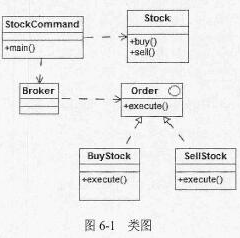 StockCommand
+main()
Stock
+buy()
+sell()
Broker
Order
+execute()
BuyStock
+execute()
SellStock
+execute()
图 6-1 类图